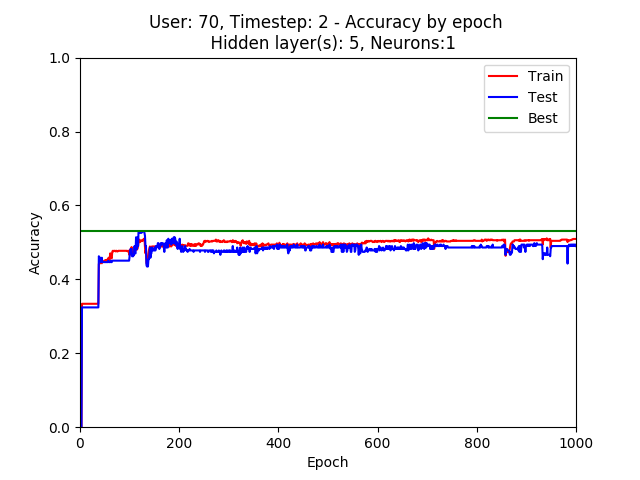 User: 70, Timestep: 2 - Accuracy by epoch
Hidden layer(s): 5, Neurons:1
1.0
0.8
0.6
0.4
0.2
0.0
Accuracy
Train
Test
Best
0
200
400
600
800
1000
Epoch